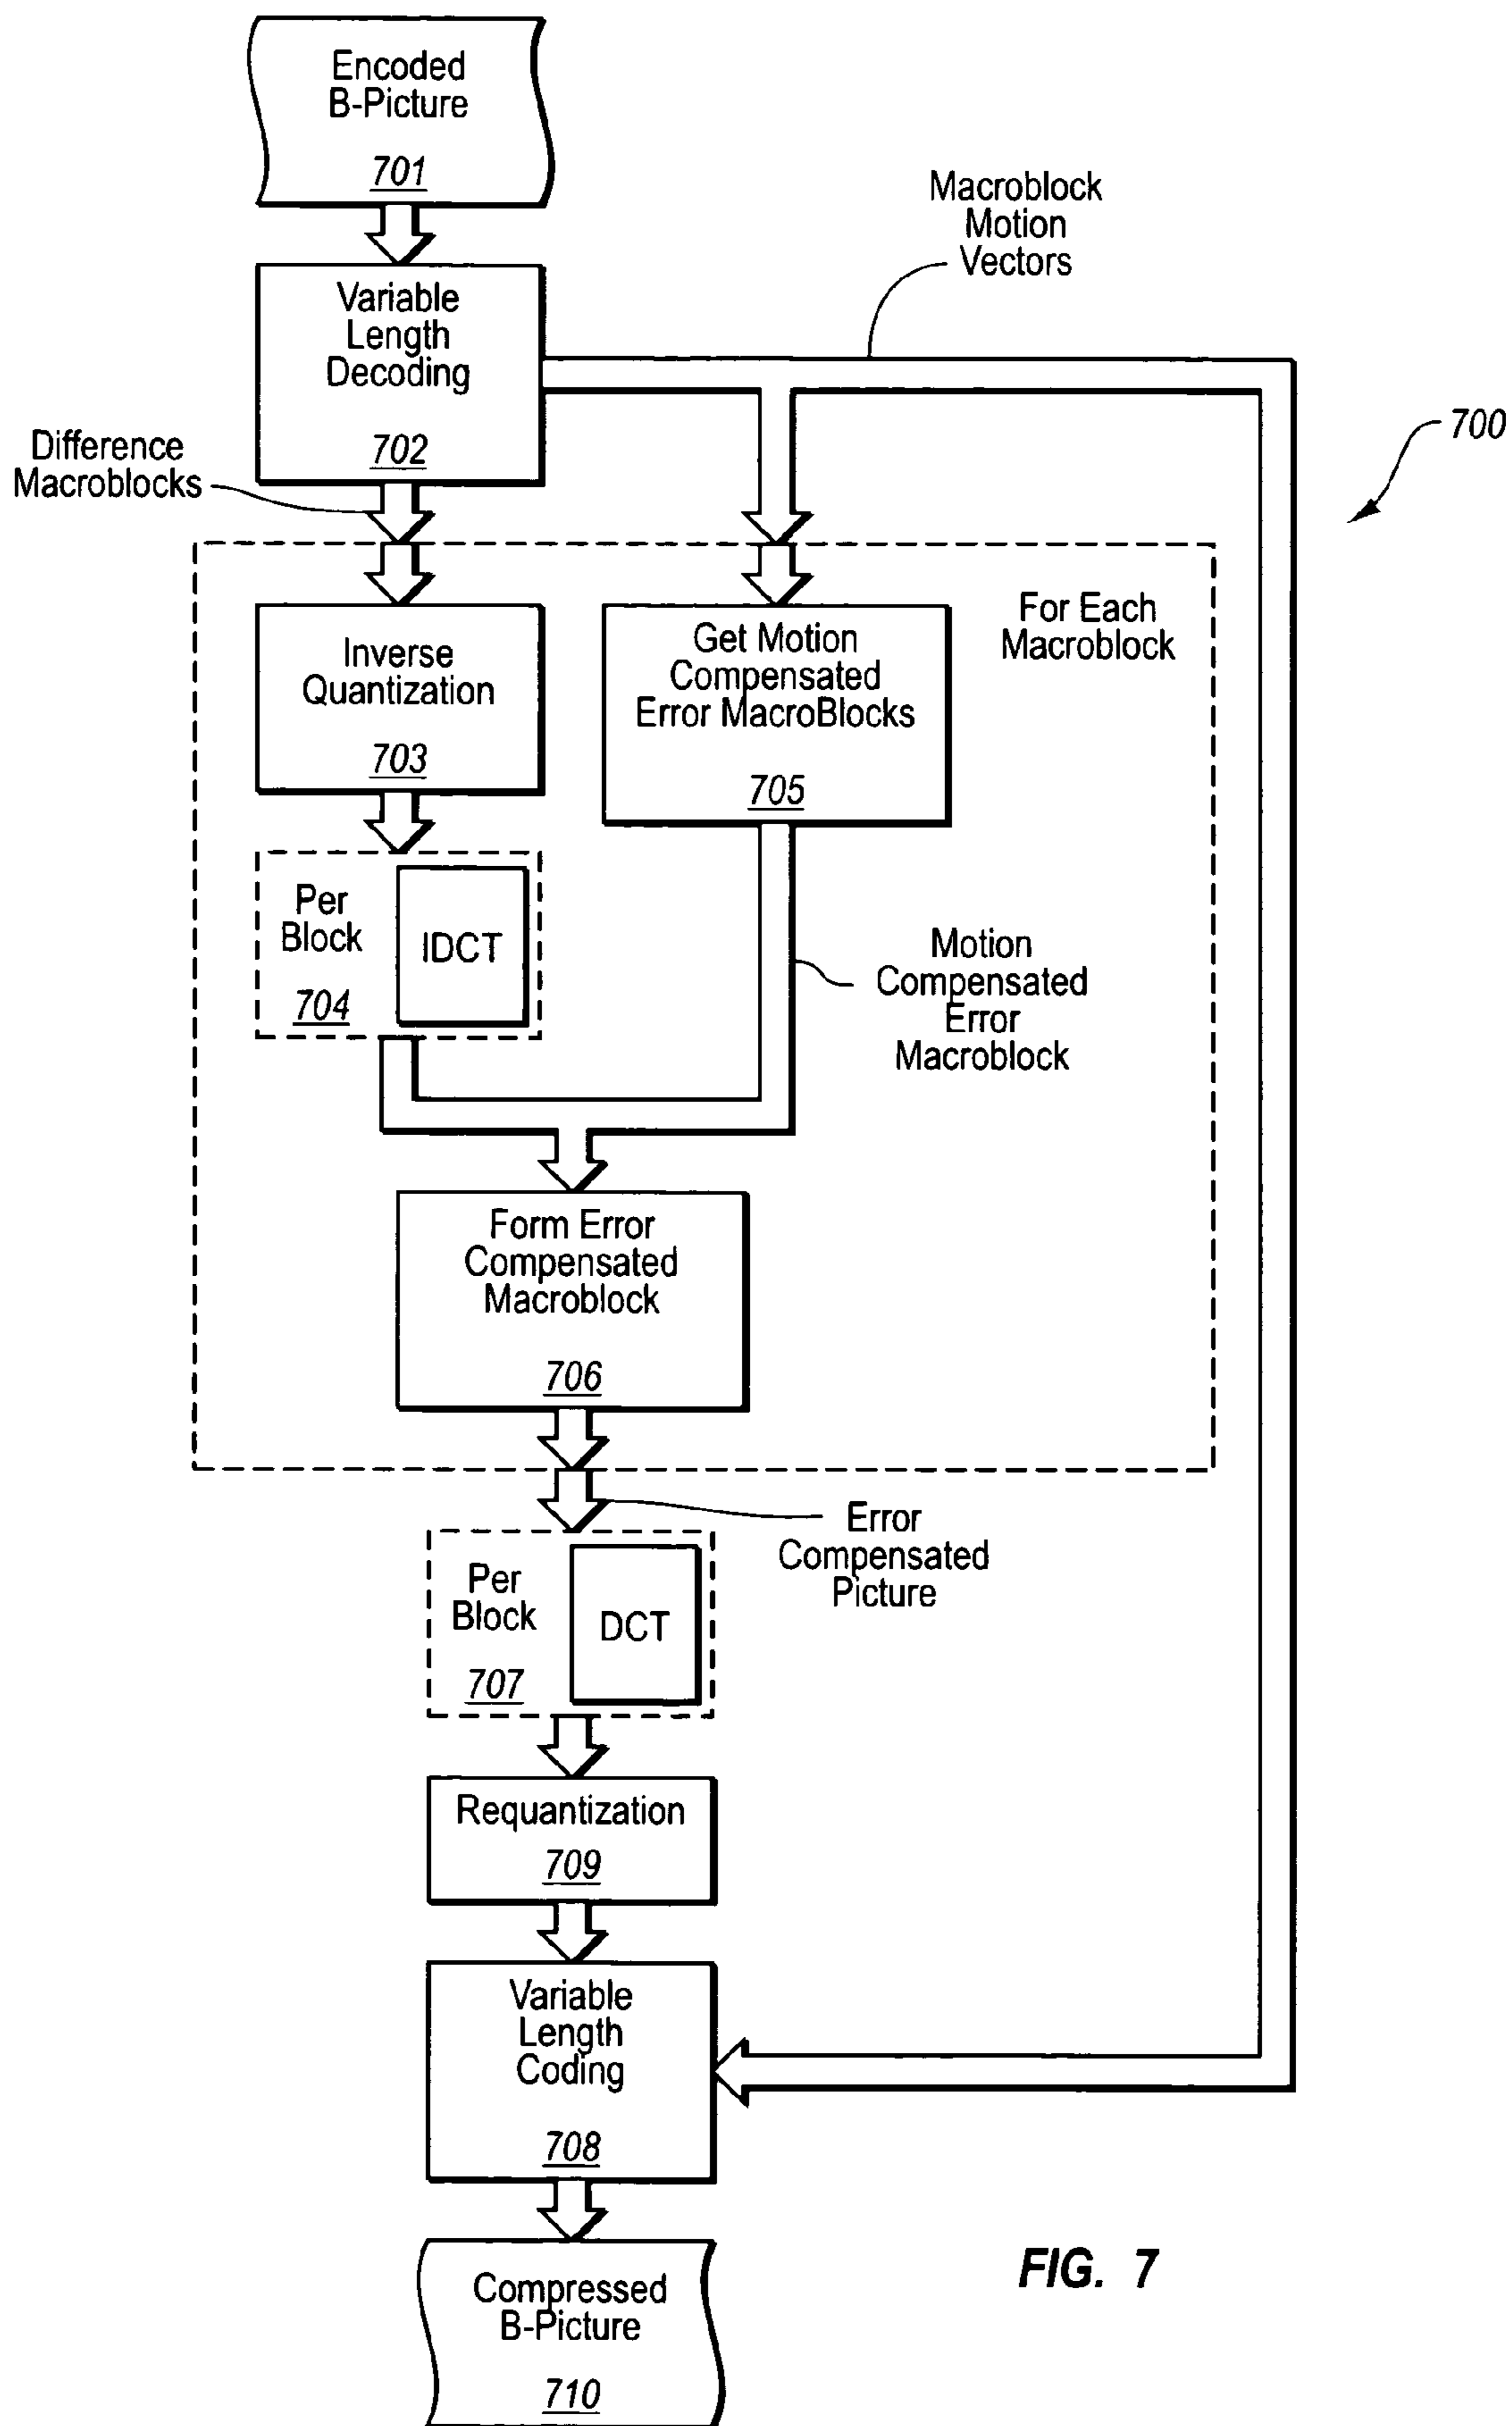 Encoded
B-Picture
701
Macroblock
Motion
Vectors
Variable
Length
Decoding
702
700
Difference
Macroblocks
For Each
Macroblock
Inverse
Quantization
703
Get Motion
Compensated
Error MacroBlocks
705
Per
Block
704
IDCT
Motion
Compensated
Error
Macroblock
Form Error
Compensated
Macroblock
706
Error
Compensated
Picture
Per
Block
707
DCT
Requantization
709
Variable
Length
Coding
708
Compressed
B-Picture
710
FIG. 7